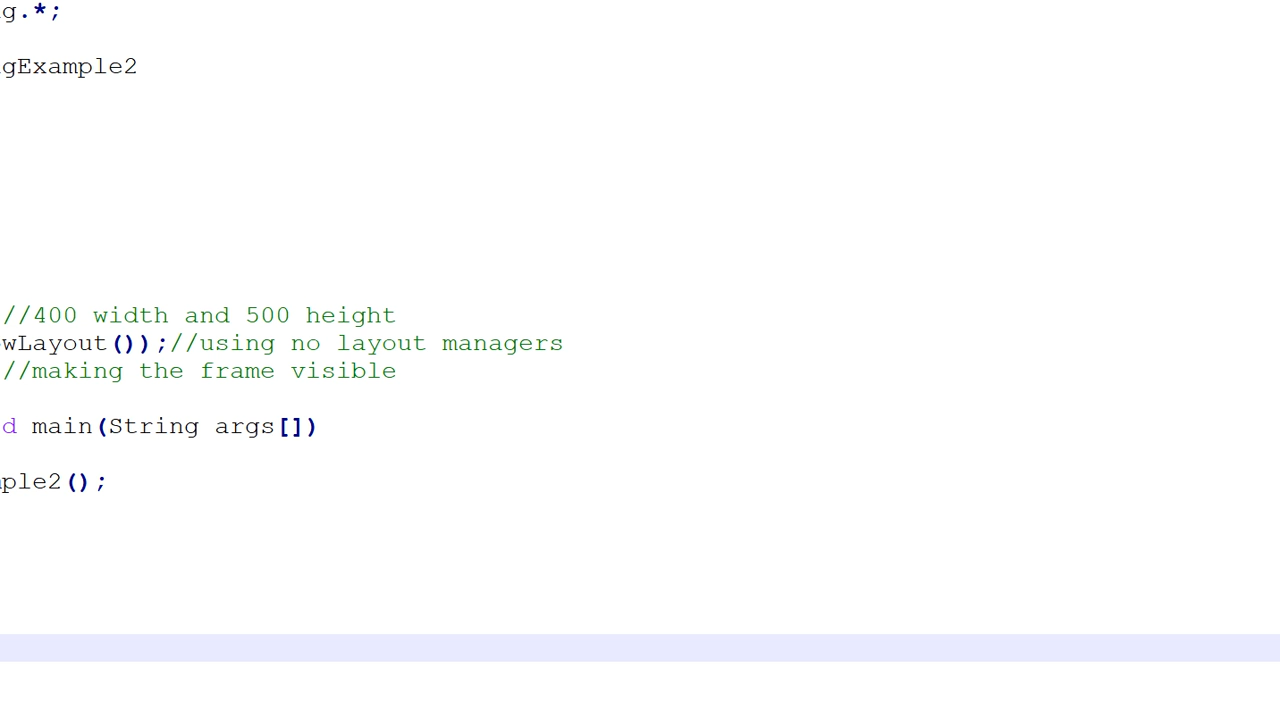 g.*;
gExample2
//400 width and 500 height
wLayout());//using no layout managers
//making the frame visible
d main(String args[])
ple2();